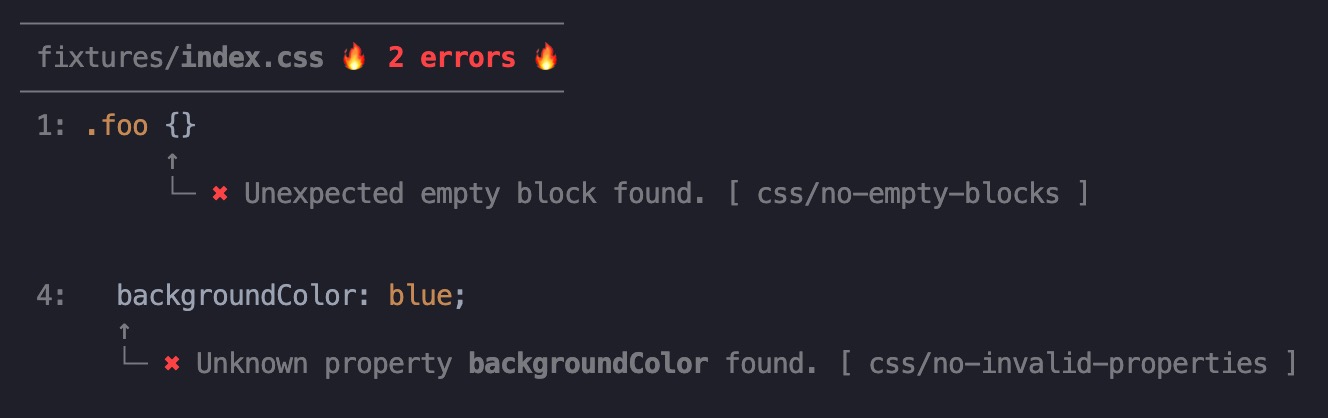 fixtures/index.css 🔥 2 errors 🔥
1: .foo {}
↑
└─ ✖ Unexpected empty block found. [ css/no-empty-blocks ]
4:   backgroundColor: blue;
↑
└─ ✖ Unknown property backgroundColor found. [ css/no-invalid-properties ]